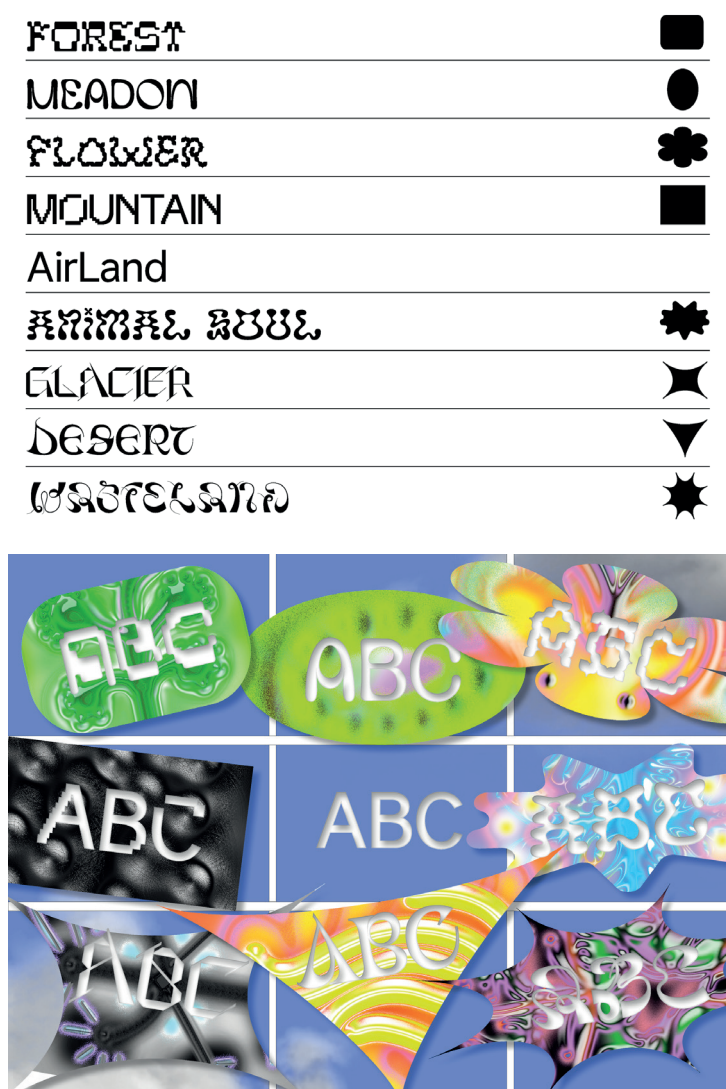 FOREST
MEADOW
FLOWER
MOUNTAIN
AirLand
ANiMAL SOUL
GLACIER
DESERT
WASTELAND
ABC
ABC
ABC
ABC
ABC
ABC
ABC
ABC
ABC